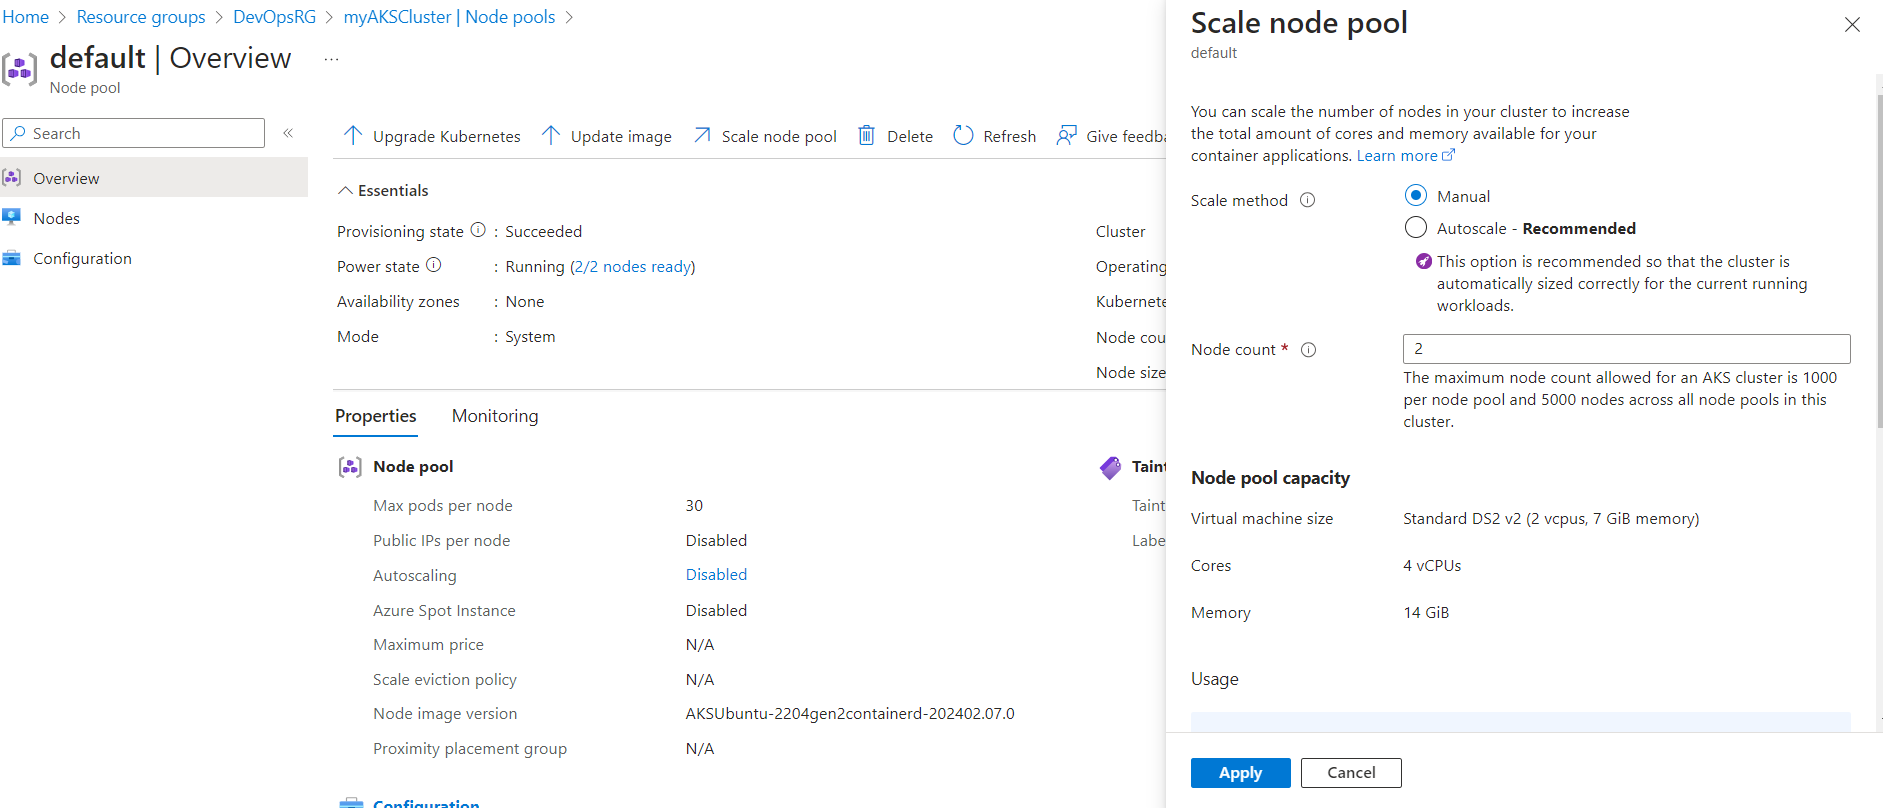 Home > Resource groups > DevOpsRG > myAKSCluster | Node pools >
default | Overview ...
Node pool
Search
«
Overview
Nodes
Configuration
Upgrade Kubernetes Update image Scale node pool Delete Refresh Give feedba
Essentials
Provisioning state : Succeeded
Power state : Running (2/2 nodes ready)
Availability zones : None
Mode : System
Cluster
Operating
Kubernete
Node cou
Node size
Properties Monitoring
Node pool
Max pods per node 30
Public IPs per node Disabled
Autoscaling Disabled
Azure Spot Instance Disabled
Maximum price N/A
Scale eviction policy N/A
Node image version AKSUbuntu-2204gen2containerd-202402.07.0
Proximity placement group N/A
Taint
Taint
Labe
Configuration
Scale node pool
default
You can scale the number of nodes in your cluster to increase
the total amount of cores and memory available for your
container applications. Learn more
Scale method
Manual
Autoscale - Recommended
This option is recommended so that the cluster is
automatically sized correctly for the current running
workloads.
Node count * 2
The maximum node count allowed for an AKS cluster is 1000
per node pool and 5000 nodes across all node pools in this
cluster.
Node pool capacity
Virtual machine size Standard DS2 v2 (2 vcpus, 7 GiB memory)
Cores 4 vCPUs
Memory 14 GiB
Usage
Apply Cancel